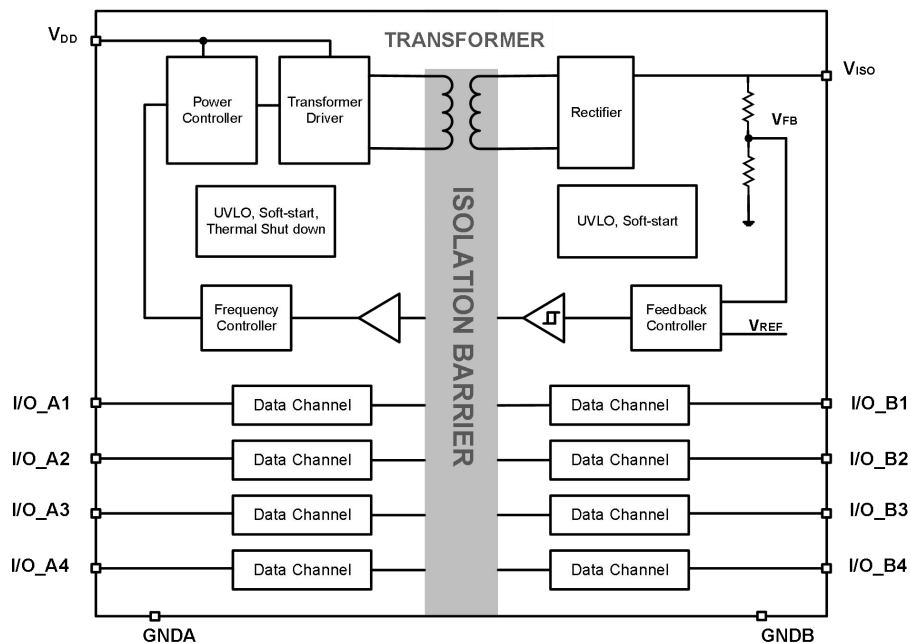 VDD
TRANSFORMER
VISO
Power
Controller
Transformer
Driver
Rectifier
VFB
ISOLATION BARRIER
UVLO, Soft-start,
Thermal Shut down
UVLO, Soft-start
Frequency
Controller
Feedback
Controller
VREF
I/O_A1
Data Channel
Data Channel
I/O_B1
I/O_A2
Data Channel
Data Channel
I/O_B2
I/O_A3
Data Channel
Data Channel
I/O_B3
I/O_A4
Data Channel
Data Channel
I/O_B4
GNDA
GNDB